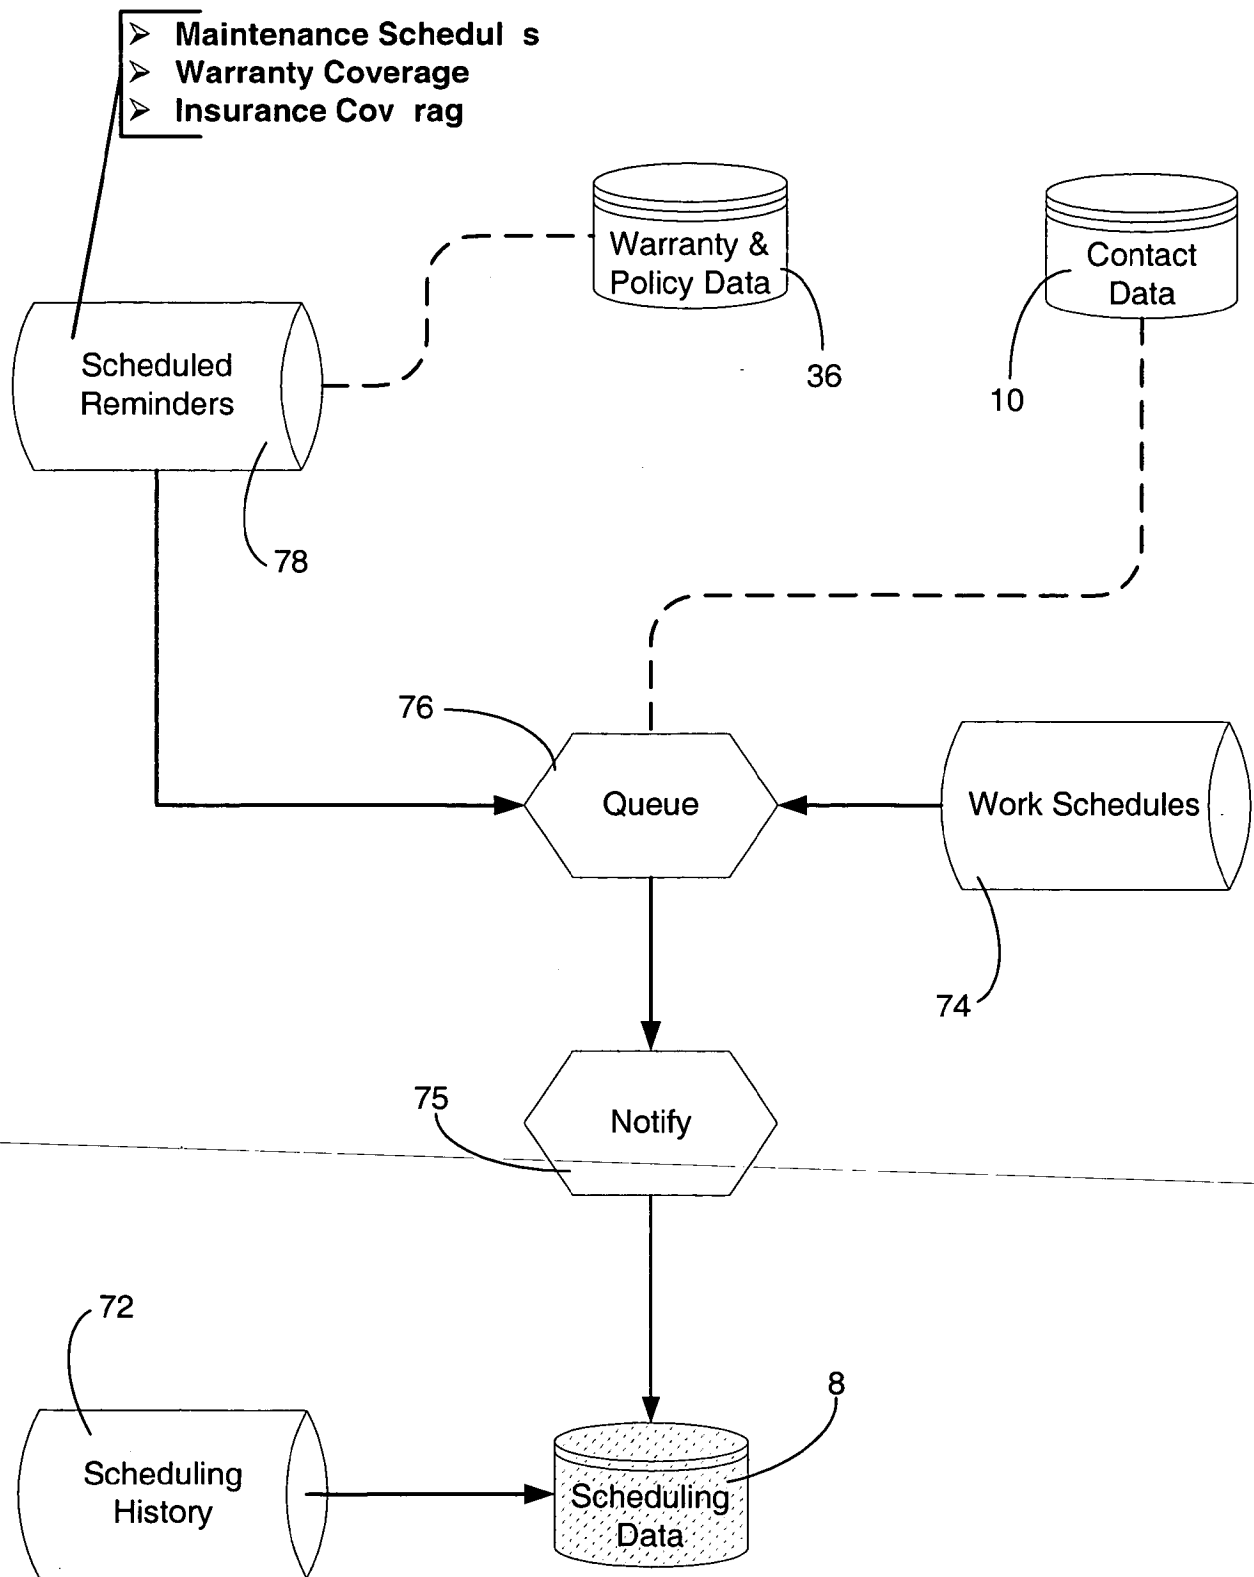 Maintenance Schedul s
Warranty Coverage
Insurance Cov rag
Warranty &
Policy Data
Contact
Data
36
10
Scheduled
Reminders
78
76
Queue
Work Schedules
74
75
Notify
72
8
Scheduling
History
Scheduling
Data